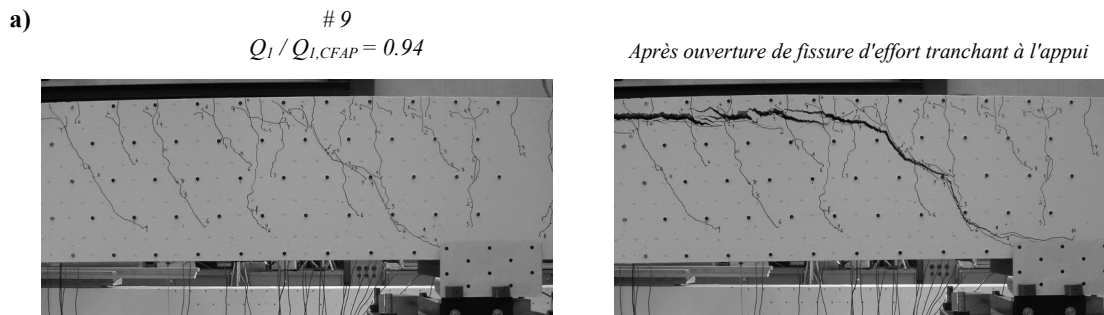 a)
# 9
Q₁ / Q₁,CFAP = 0.94
Après ouverture de fissure d'effort tranchant à l'appui